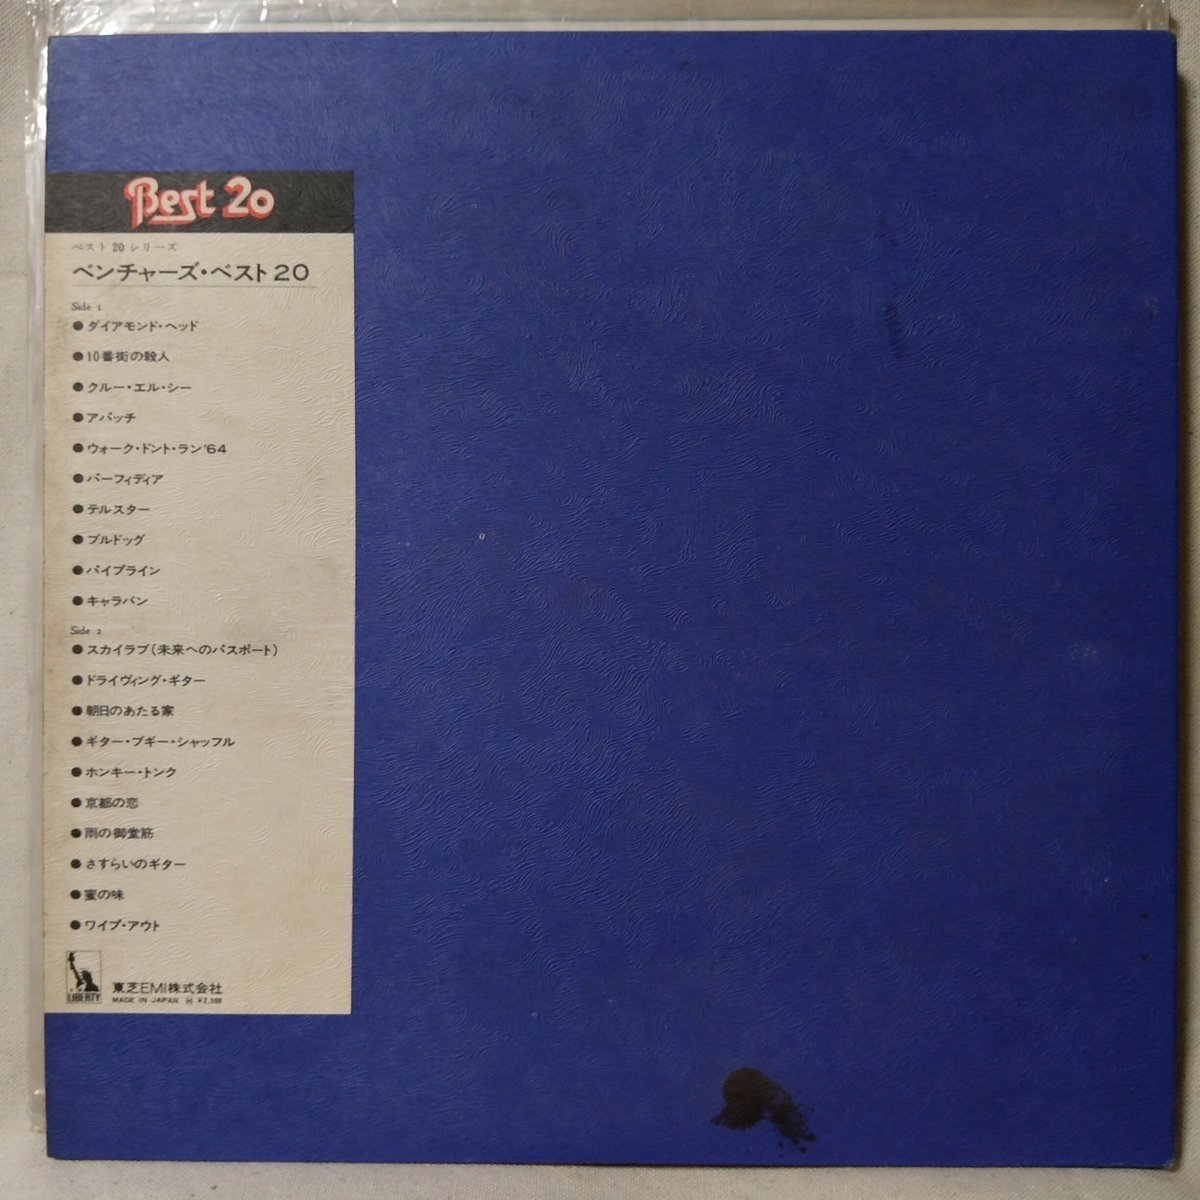 Best 20
ベスト20シリーズ
ベンチャーズ・ベスト20
Side 1
●ダイアモンド・ヘッド
●10番街の殺人
●クルー・エル・シー
●アパッチ
●ウォーク・ドント・ラン'64
●パーフィディア
●テルスター
●ブルドッグ
●パイプライン
●キャラバン
Side 2
●スカイラブ(未来へのパスポート)
●ドライヴィング・ギター
●朝日のあたる家
●ギター・ブギー・シャッフル
●ホンキー・トンク
●京都の恋
●雨の御堂筋
●さすらいのギター
●蜜の味
●ワイプ・アウト
LIBERTY
東芝EMI株式会社
MADE IN JAPAN Ⓗ ¥2,500